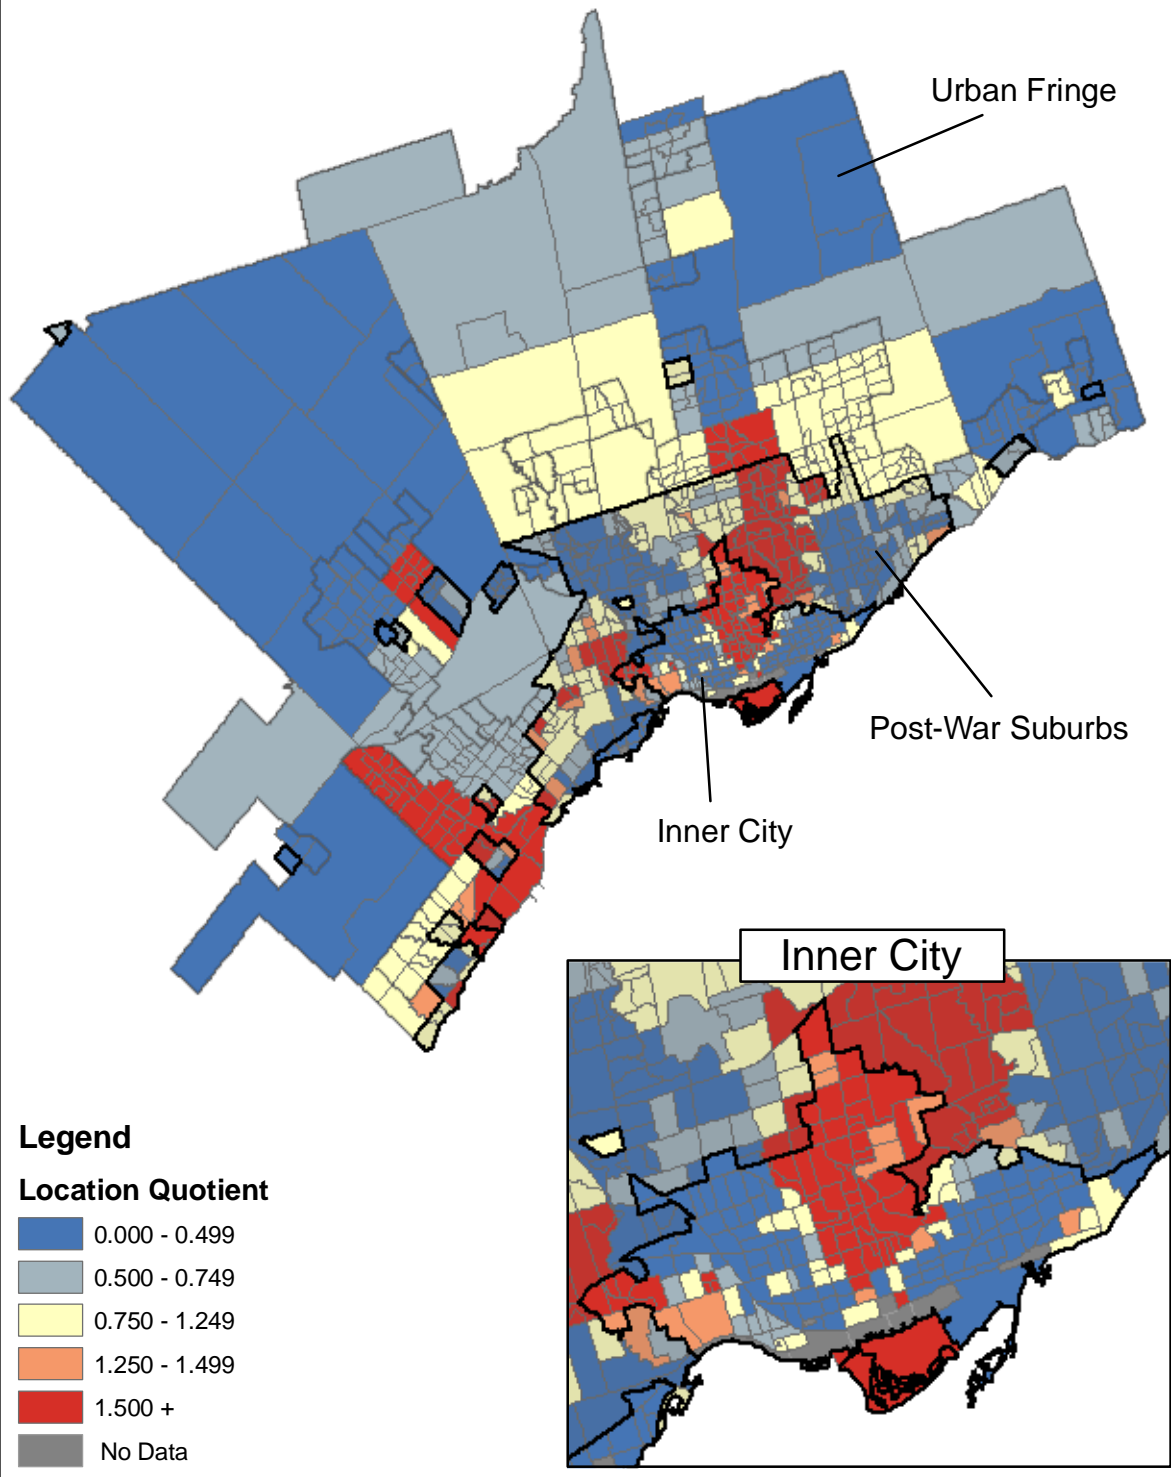 Urban Fringe
Post-War Suburbs
Inner City
Inner City
Legend
Location Quotient
0.000 - 0.499
0.500 - 0.749
0.750 - 1.249
1.250 - 1.499
1.500 +
No Data